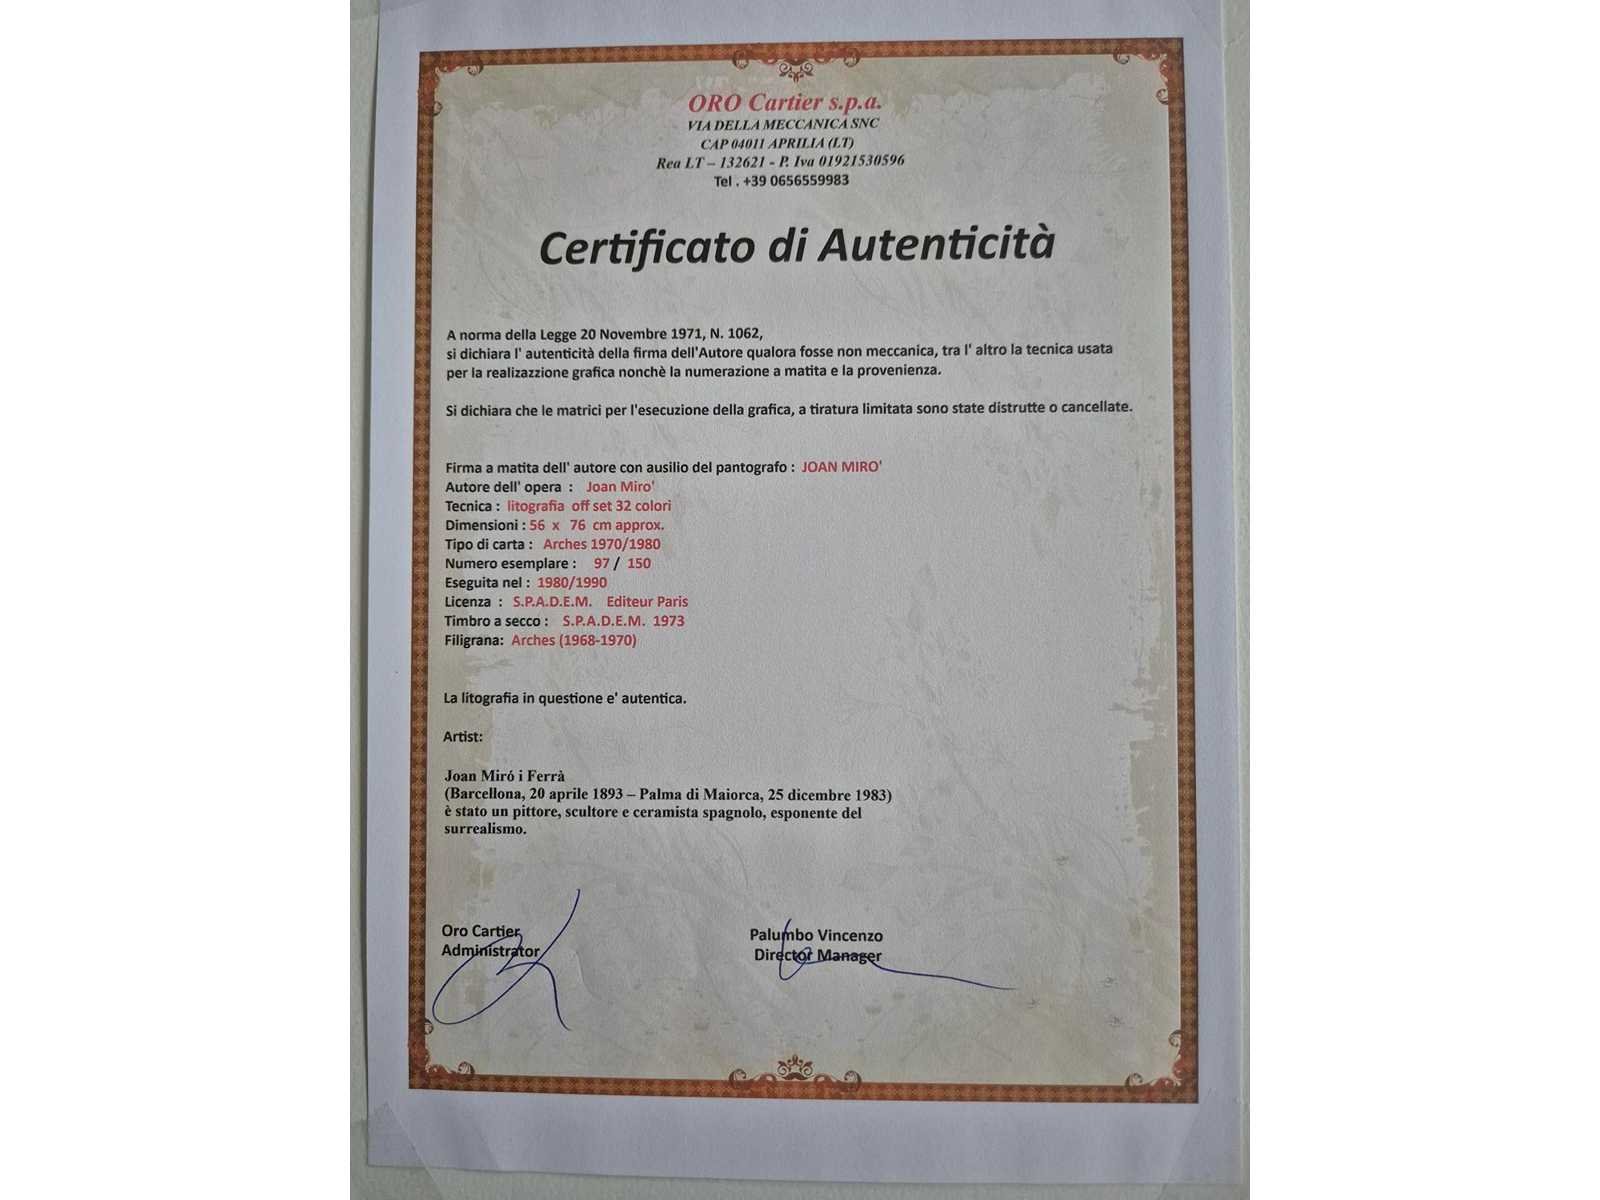 ORO Cartier s.p.a.
VIA DELLA MECCANICA SNC
CAP 04011 APRILIA (LT)
Rea LT – 132621 - P. Iva 01921530596
Tel . +39 0656559983
Certificato di Autenticità
A norma della Legge 20 Novembre 1971, N. 1062,
si dichiara l' autenticità della firma dell'Autore qualora fosse non meccanica, tra l' altro la tecnica usata
per la realizazzione grafica nonchè la numerazione a matita e la provenienza.
Si dichiara che le matrici per l'esecuzione della grafica, a tiratura limitata sono state distrutte o cancellate.
Firma a matita dell' autore con ausilio del pantografo : JOAN MIRO'
Autore dell' opera : Joan Miro'
Tecnica : litografia off set 32 colori
Dimensioni : 56 x 76 cm approx.
Tipo di carta : Arches 1970/1980
Numero esemplare : 97 / 150
Eseguita nel : 1980/1990
Licenza : S.P.A.D.E.M. Editeur Paris
Timbro a secco : S.P.A.D.E.M. 1973
Filigrana: Arches (1968-1970)
La litografia in questione e' autentica.
Artist:
Joan Miró i Ferrà
(Barcellona, 20 aprile 1893 – Palma di Maiorca, 25 dicembre 1983)
è stato un pittore, scultore e ceramista spagnolo, esponente del
surrealismo.
Oro Cartier
Administrator
Palumbo Vincenzo
Director Manager